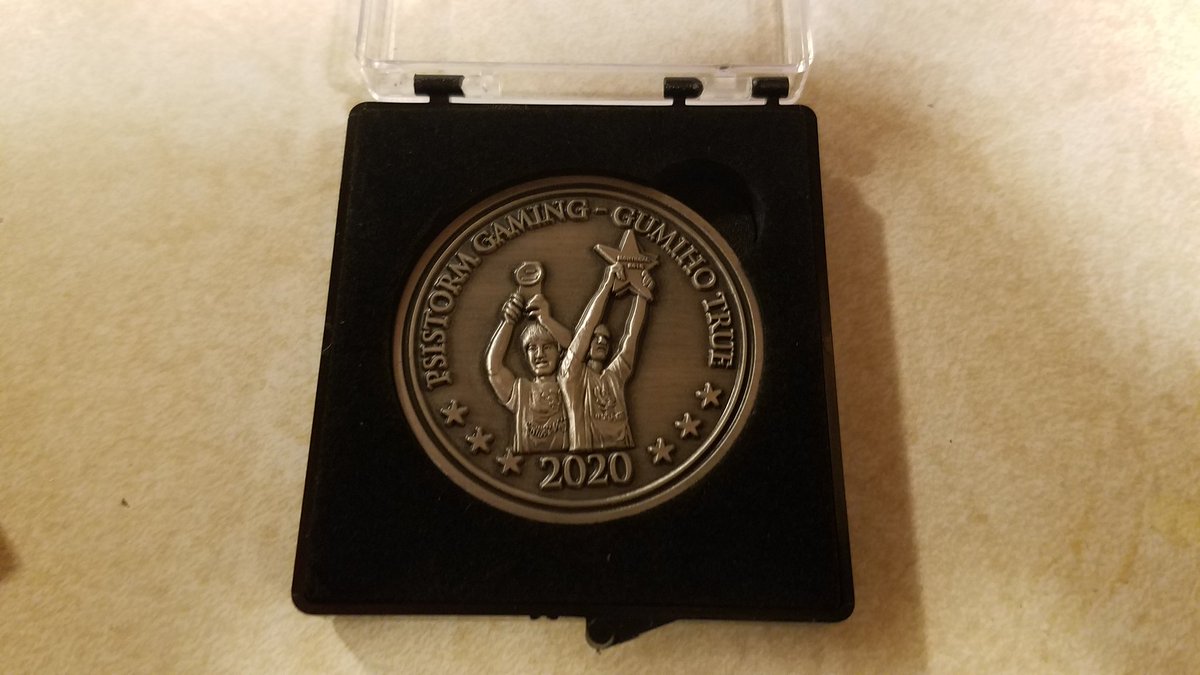 PSISTORM GAMING - GUMIHO TRUE
2020